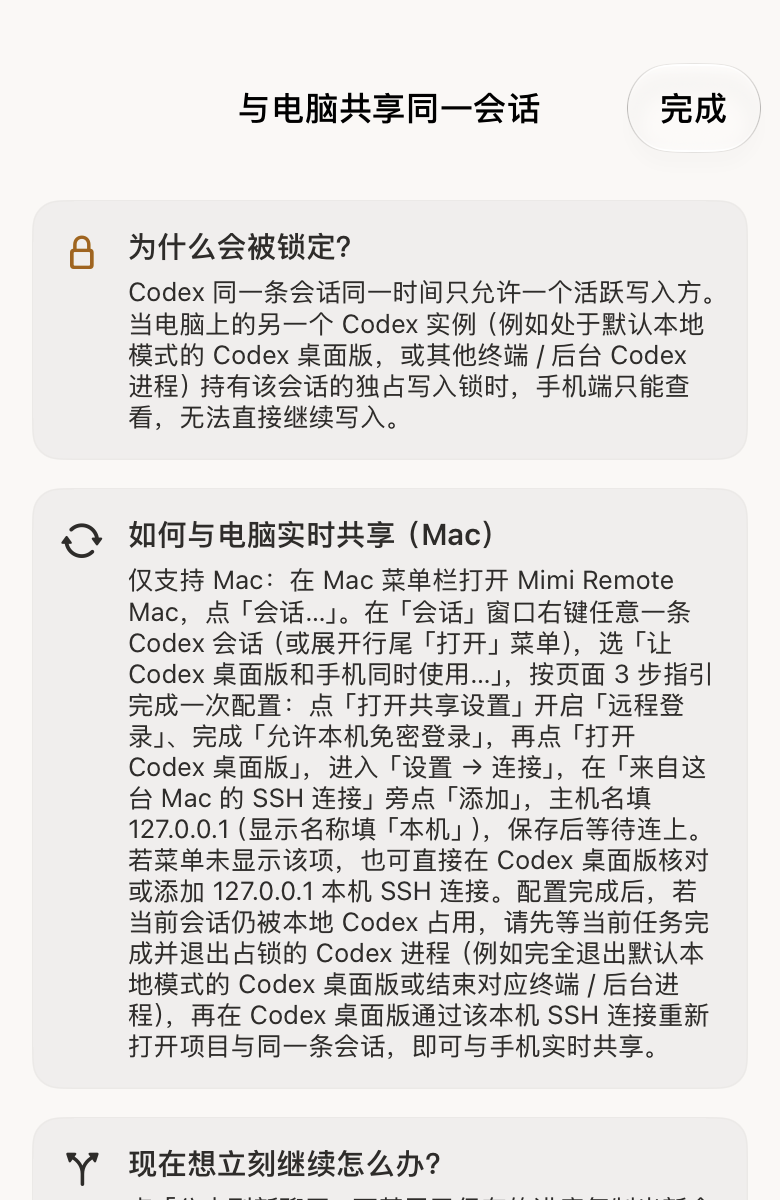 与电脑共享同一会话
完成
为什么会被锁定?
Codex 同一条会话同一时间只允许一个活跃写入方。
当电脑上的另一个 Codex 实例（例如处于默认本地
模式的 Codex 桌面版，或其他终端 / 后台 Codex
进程）持有该会话的独占写入锁时，手机端只能查
看，无法直接继续写入。
如何与电脑实时共享（Mac）
仅支持 Mac：在 Mac 菜单栏打开 Mimi Remote
Mac，点「会话…」。在「会话」窗口右键任意一条
Codex 会话（或展开行尾「打开」菜单），选「让
Codex 桌面版和手机同时使用…」，按页面 3 步指引
完成一次配置：点「打开共享设置」开启「远程登
录」、完成「允许本机免密登录」，再点「打开
Codex 桌面版」，进入「设置 → 连接」，在「来自这
台 Mac 的 SSH 连接」旁点「添加」，主机名填
127.0.0.1（显示名称填「本机」），保存后等待连上。
若菜单未显示该项，也可直接在 Codex 桌面版核对
或添加 127.0.0.1 本机 SSH 连接。配置完成后，若
当前会话仍被本地 Codex 占用，请先等当前任务完
成并退出占锁的 Codex 进程（例如完全退出默认本
地模式的 Codex 桌面版或结束对应终端 / 后台进
程），再在 Codex 桌面版通过该本机 SSH 连接重新
打开项目与同一条会话，即可与手机实时共享。
现在想立刻继续怎么办?